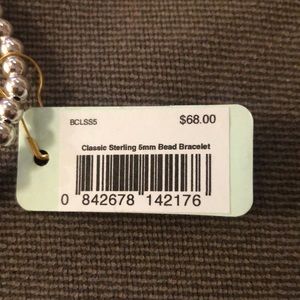 BCLSS5 $68.00
Classic Sterling 5mm Bead Bracelet
0 842678 142176